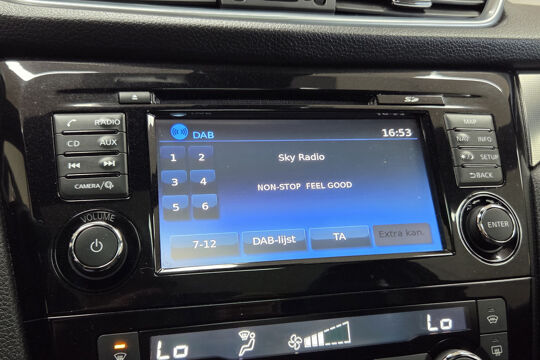 RADIO
CD AUX
CAMERA/
VOLUME
DAB 16:53
1 2
3 4
5 6
Sky Radio
NON-STOP FEEL GOOD
7-12 DAB-lijst TA Extra kan.
MAP
NAV INFO
SETUP
BACK
ENTER
Lo Lo